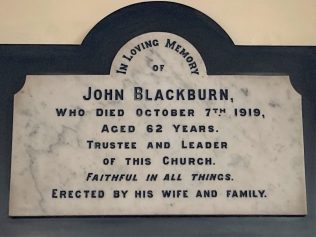 In Loving Memory
of
John Blackburn,
Who Died October 7th 1919,
Aged 62 Years.
Trustee and Leader
of this Church.
Faithful in all things.
Erected by his wife and family.